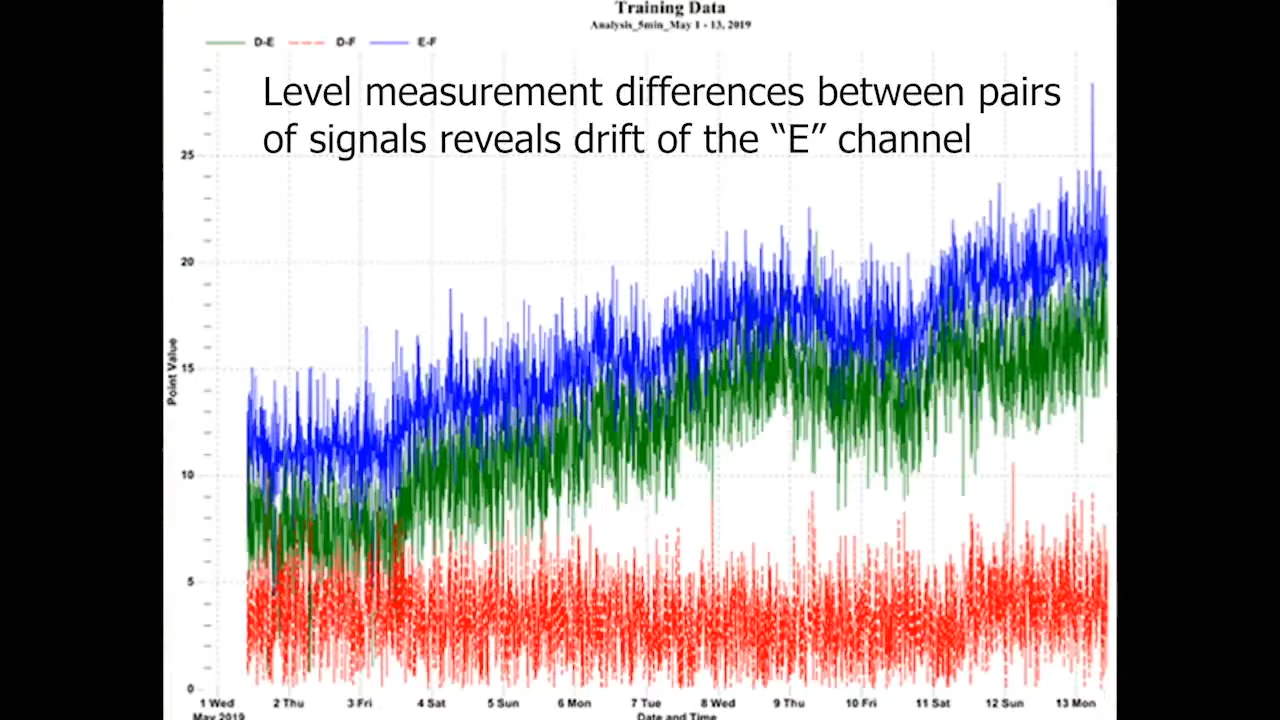 Training Data
Analysis_5min_May 1 - 13, 2019
D-E D-F E-F
Level measurement differences between pairs
of signals reveals drift of the “E” channel
25
20
15
10
5
0
Point Value
1 Wed 2 Thu 3 Fri 4 Sat 5 Sun 6 Mon 7 Tue 8 Wed 9 Thu 10 Fri 11 Sat 12 Sun 13 Mon
May 2019
Date and Time